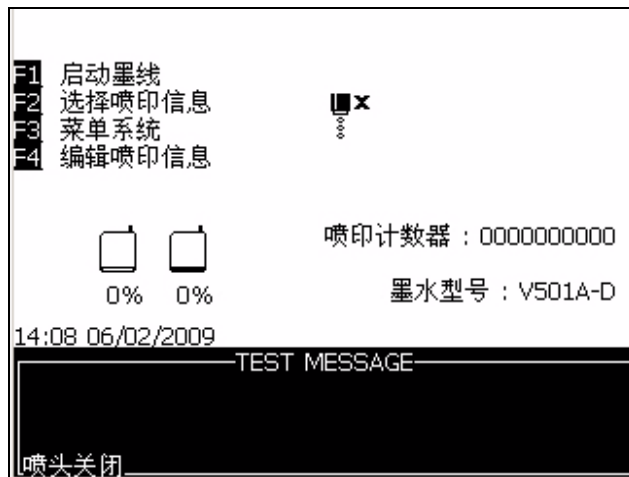 F1 启动墨线
F2 选择喷印信息
F3 菜单系统
F4 编辑喷印信息
喷印计数器：0000000000
0% 0%
墨水型号：V501A-D
14:08 06/02/2009
TEST MESSAGE
喷头关闭